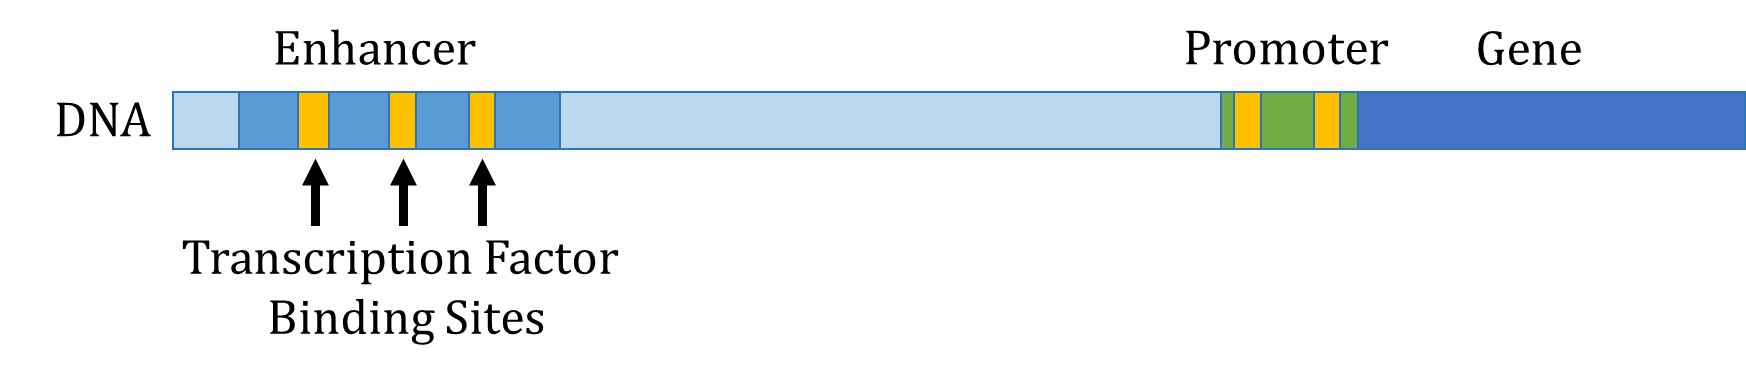 Enhancer
Promoter
Gene
DNA
Transcription Factor
Binding Sites